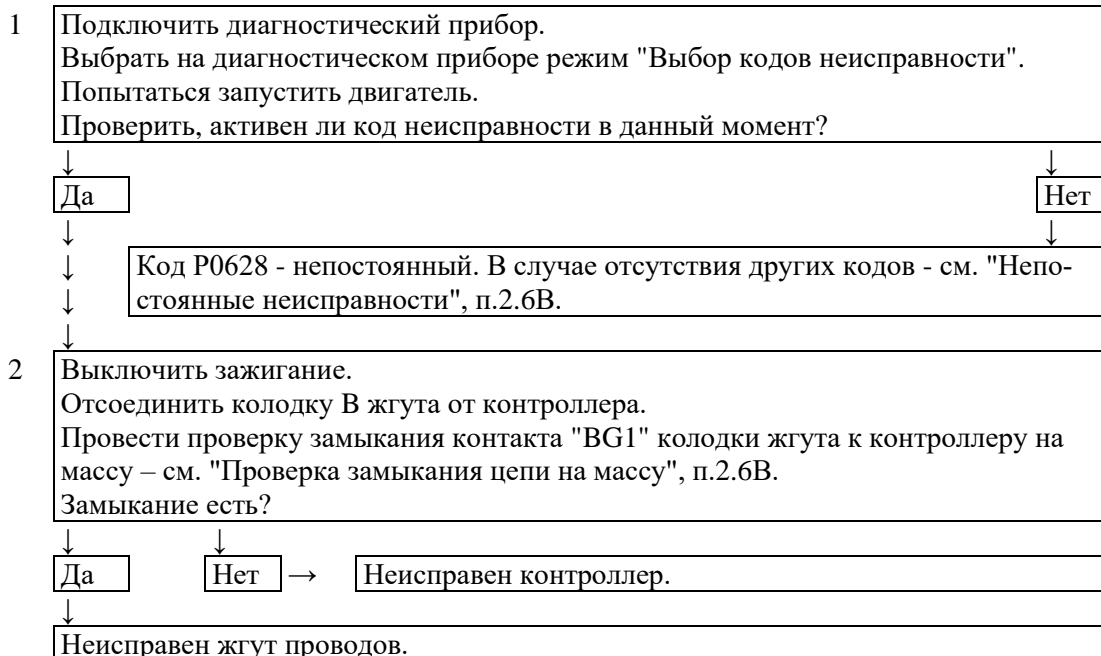 1 Подключить диагностический прибор.
Выбрать на диагностическом приборе режим "Выбор кодов неисправности".
Попытаться запустить двигатель.
Проверить, активен ли код неисправности в данный момент?
↓ ↓
Да Нет
↓ ↓
↓ Код Р0628 - непостоянный. В случае отсутствия других кодов - см. "Непо-
↓ стоянные неисправности", п.2.6В.
↓
2 Выключить зажигание.
Отсоединить колодку В жгута от контроллера.
Провести проверку замыкания контакта "BG1" колодки жгута к контроллеру на
массу – см. "Проверка замыкания цепи на массу", п.2.6В.
Замыкание есть?
↓ ↓
Да Нет → Неисправен контроллер.
↓
Неисправен жгут проводов.